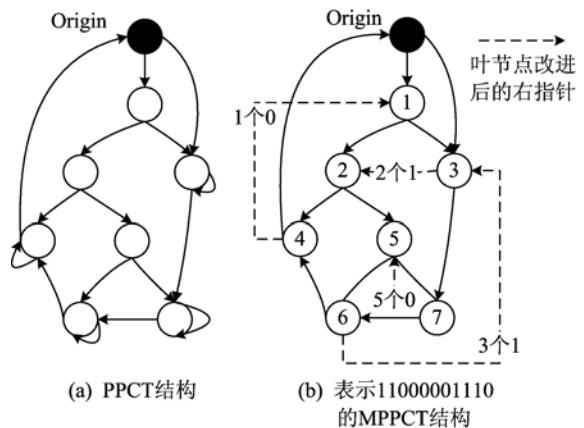 Origin
(a) PPCT结构
Origin
叶节点改进
后的右指针
1个0
1
2
2个1
3
4
5
5个0
6
7
3个1
(b) 表示11000001110
的MPPCT结构